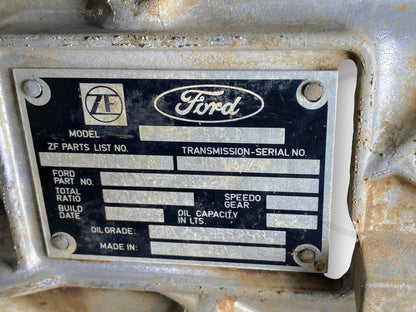 ZF
Ford
MODEL
ZF PARTS LIST NO. TRANSMISSION-SERIAL NO.
FORD PART NO.
TOTAL RATIO SPEEDO GEAR
BUILD DATE OIL CAPACITY IN LTS.
OIL GRADE:
MADE IN: